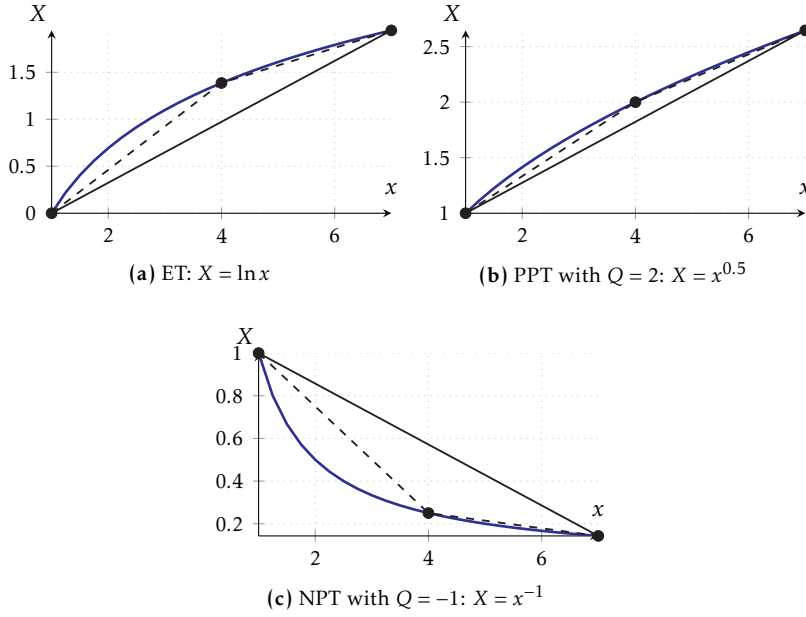 X
1.5
1
0.5
0
2
4
6
x
(a) ET: X = ln x
X
2.5
2
1.5
1
2
4
6
x
(b) PPT with Q = 2: X = x^0.5
X
1
0.8
0.6
0.4
0.2
2
4
6
x
(c) NPT with Q = −1: X = x^−1